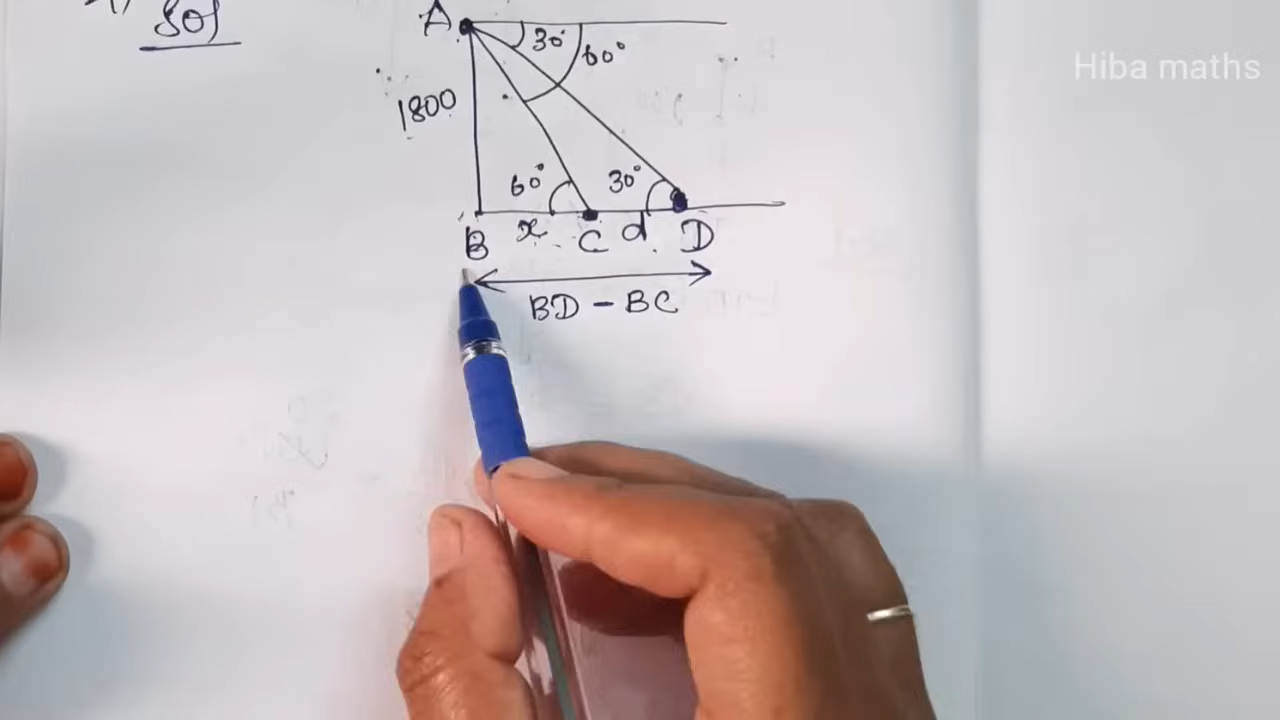 Sol
A
30°
60°
Hiba maths
1800
60°
30°
B
x
C
d
D
BD - BC